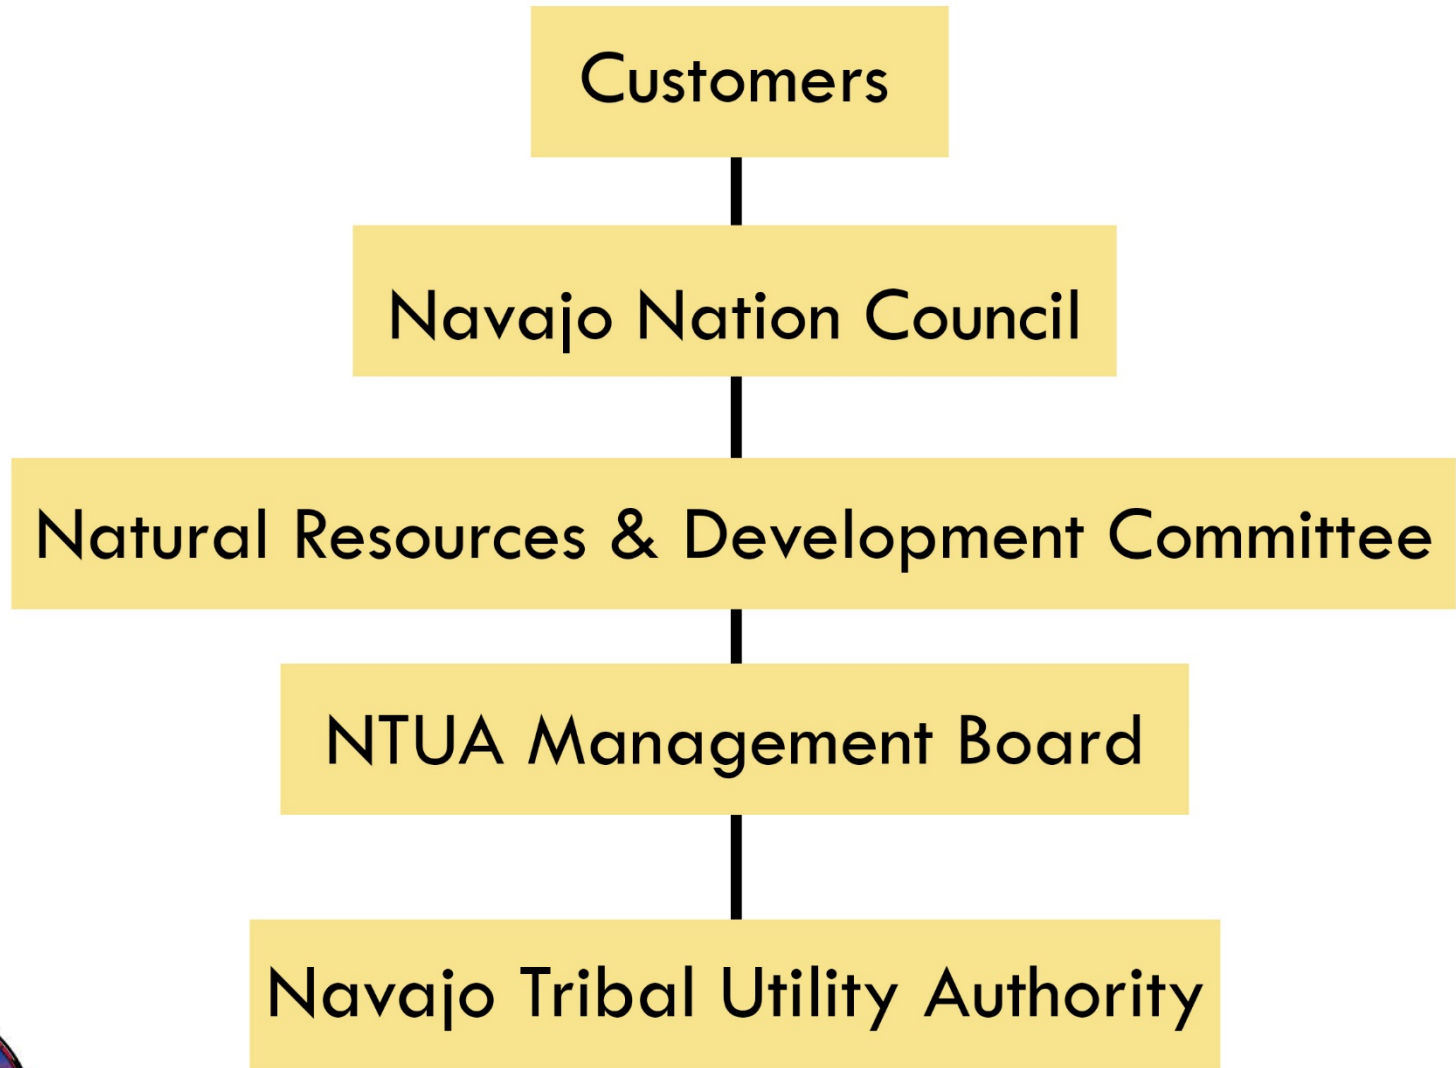 Customers
Navajo Nation Council
Natural Resources & Development Committee
NTUA Management Board
Navajo Tribal Utility Authority